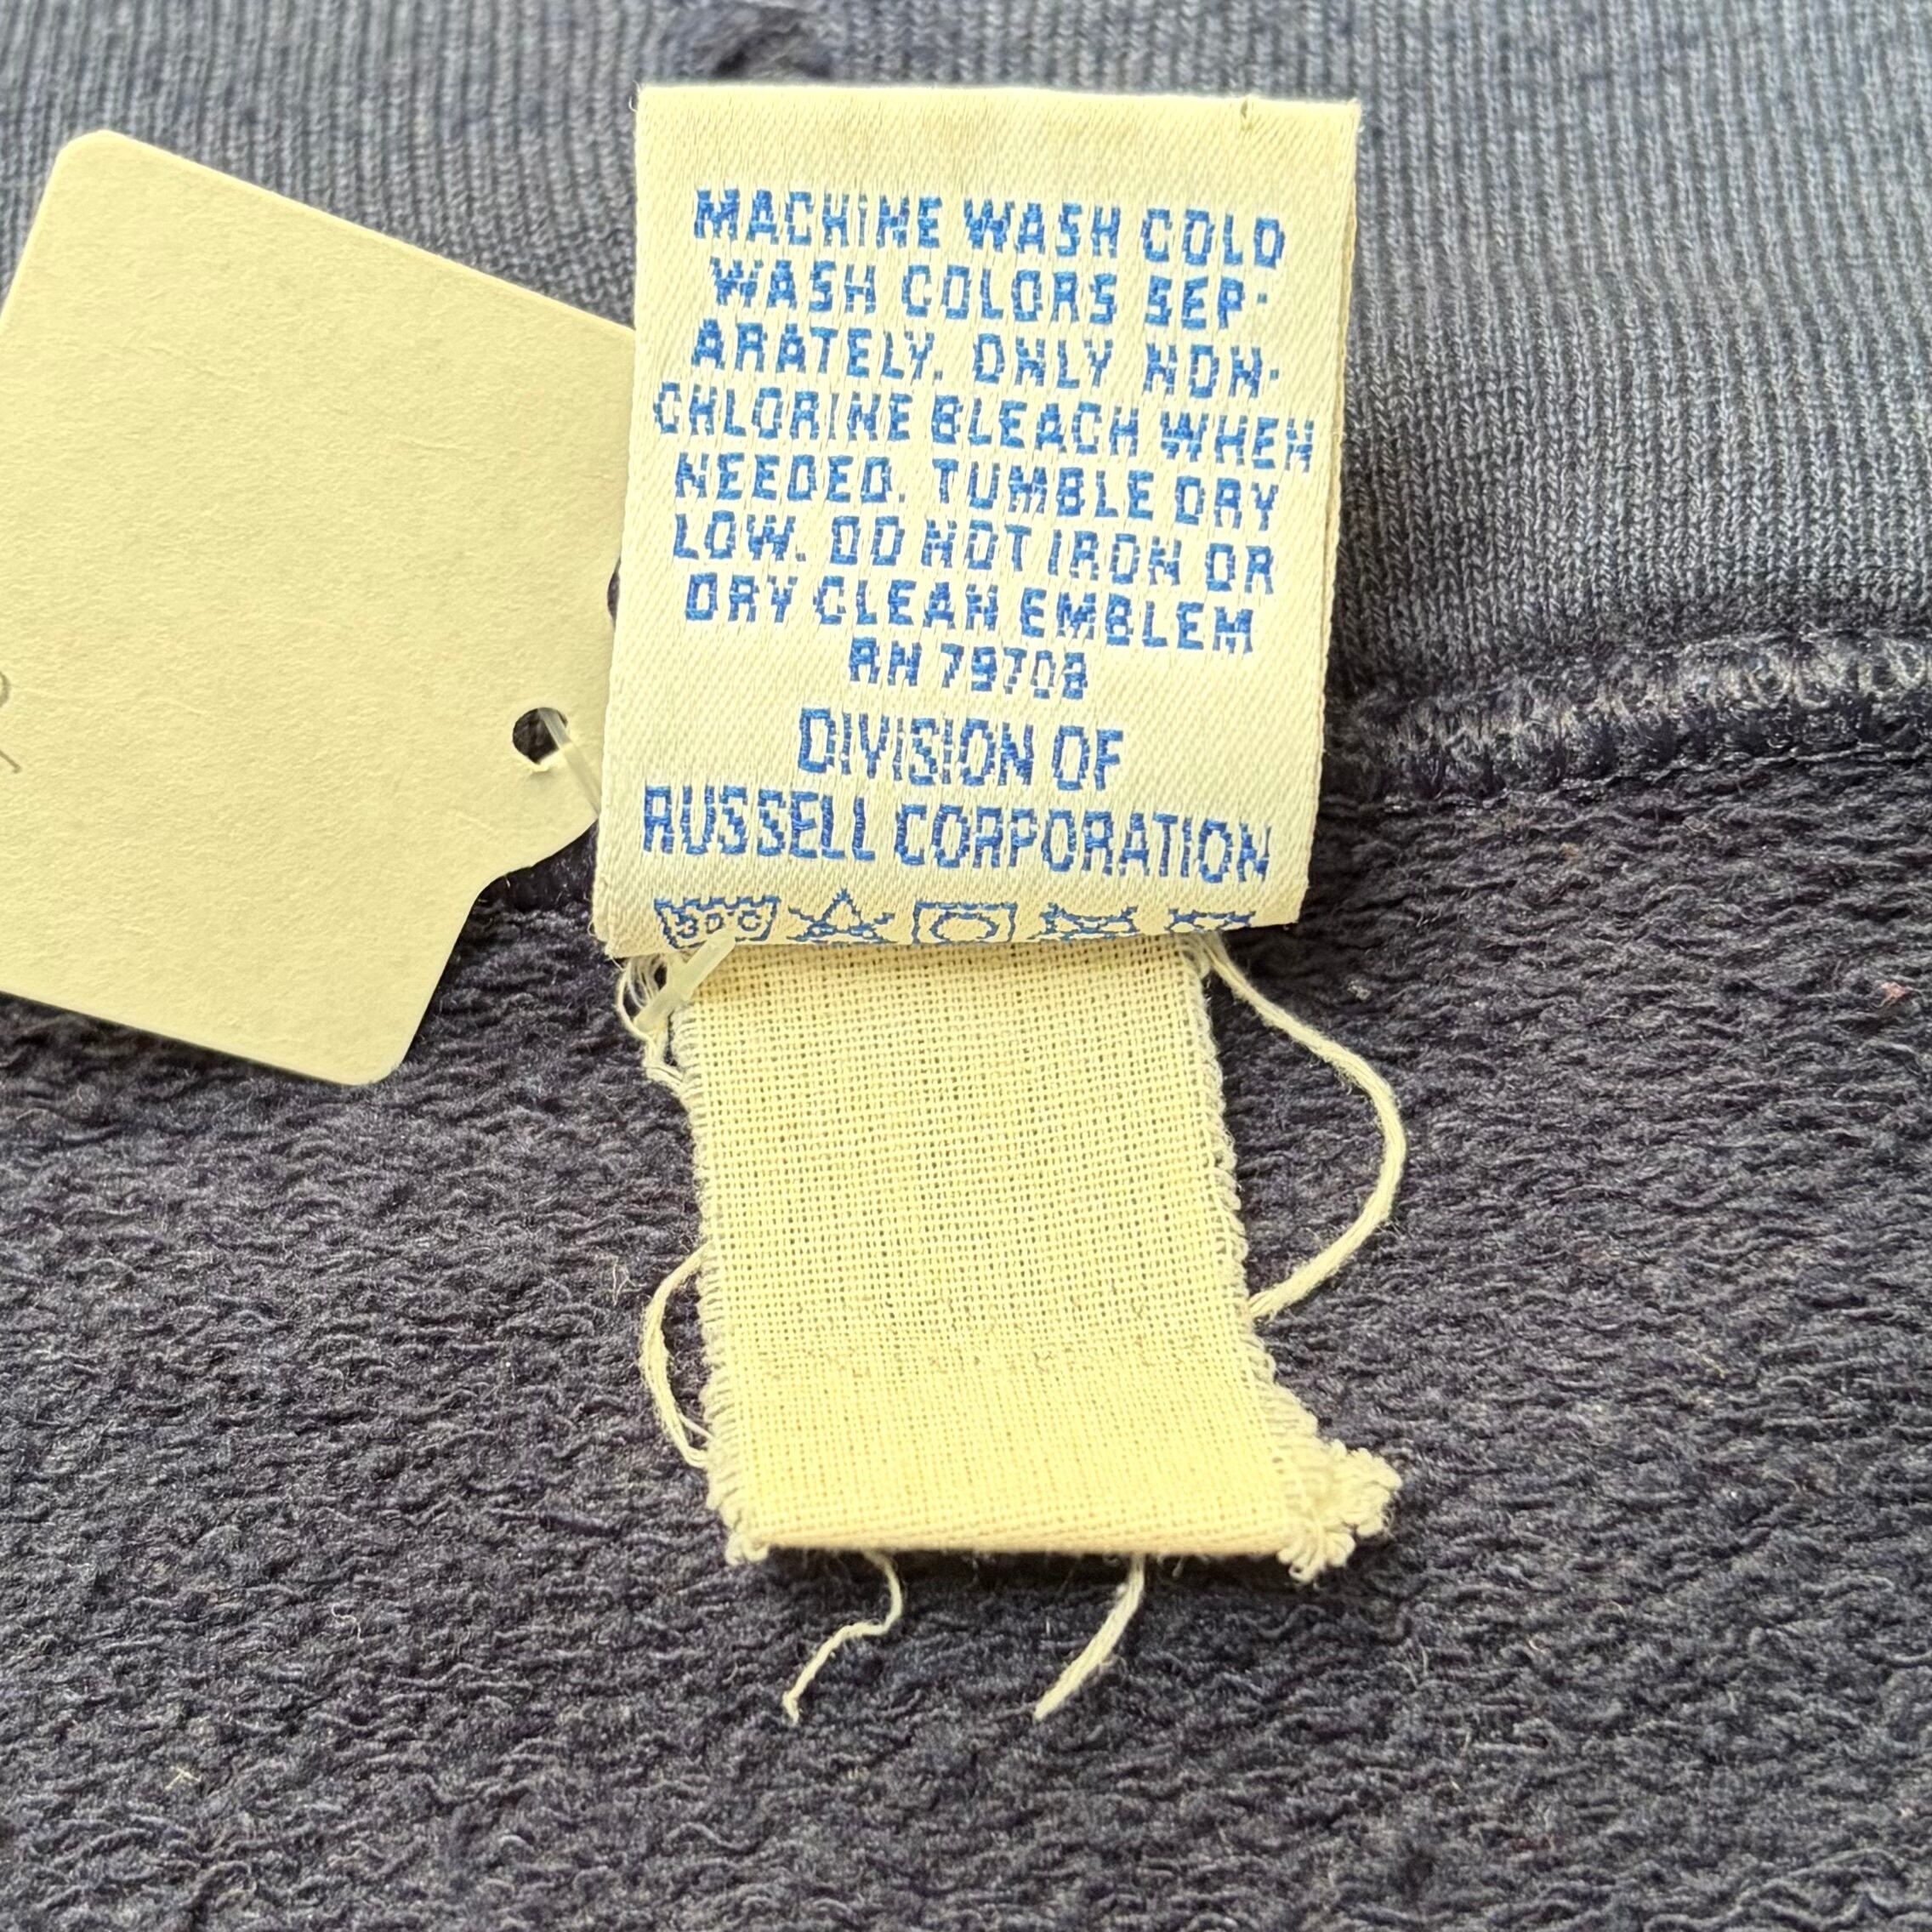 MACHINE WASH COLD
WASH COLORS SEP-
ARATELY. ONLY NON-
CHLORINE BLEACH WHEN
NEEDED. TUMBLE DRY
LOW. DO NOT IRON OR
DRY CLEAN EMBLEM
RN 79708
DIVISION OF
RUSSELL CORPORATION
30°C